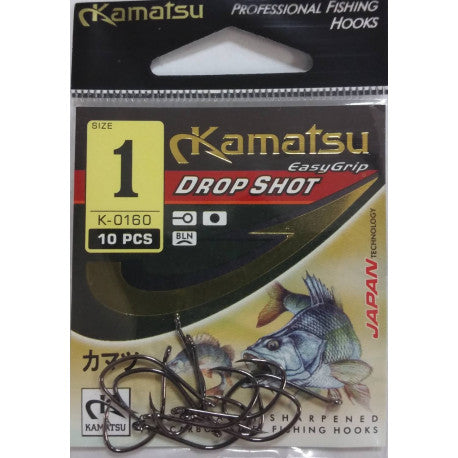 Kamatsu
PROFESSIONAL FISHING
HOOKS
SIZE
1
K-0160
10 PCS
Kamatsu
EasyGrip
DROP SHOT
BLN
JAPAN TECHNOLOGY
カマツ
KAMATSU
SHARPENED
FISHING HOOKS